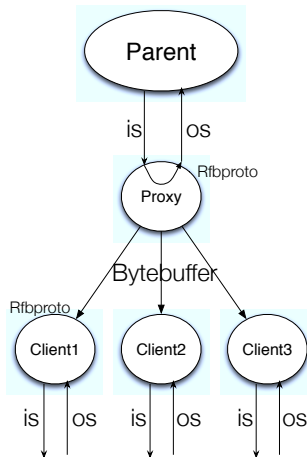 Parent
is os
Rfbproto
Proxy
Bytebuffer
Rfbproto
Client1 Client2 Client3
is os is os is os